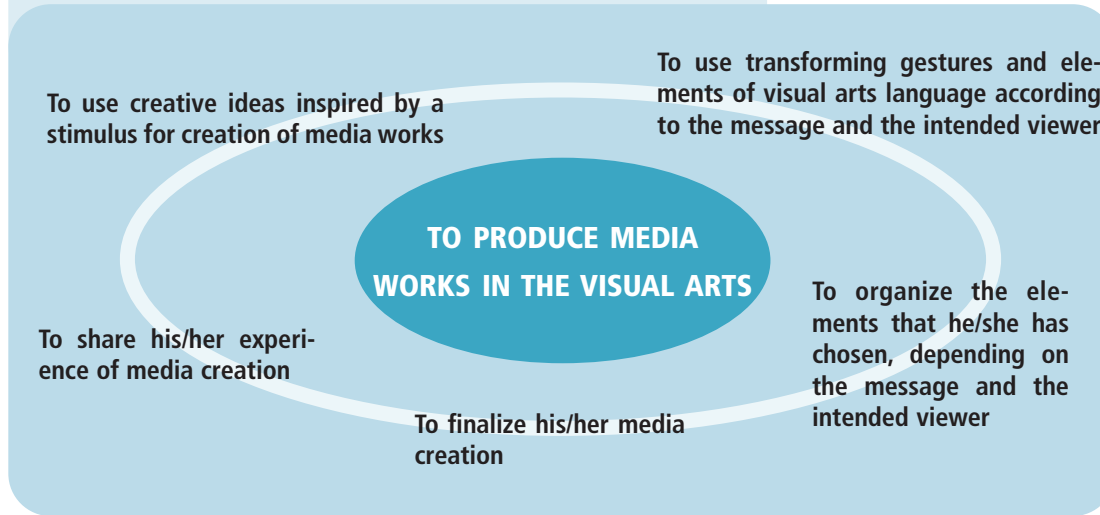 To use creative ideas inspired by a
stimulus for creation of media works
To use transforming gestures and ele-
ments of visual arts language according
to the message and the intended viewer
TO PRODUCE MEDIA
WORKS IN THE VISUAL ARTS
To organize the ele-
ments that he/she has
chosen, depending on
the message and the
intended viewer
To share his/her experi-
ence of media creation
To finalize his/her media
creation